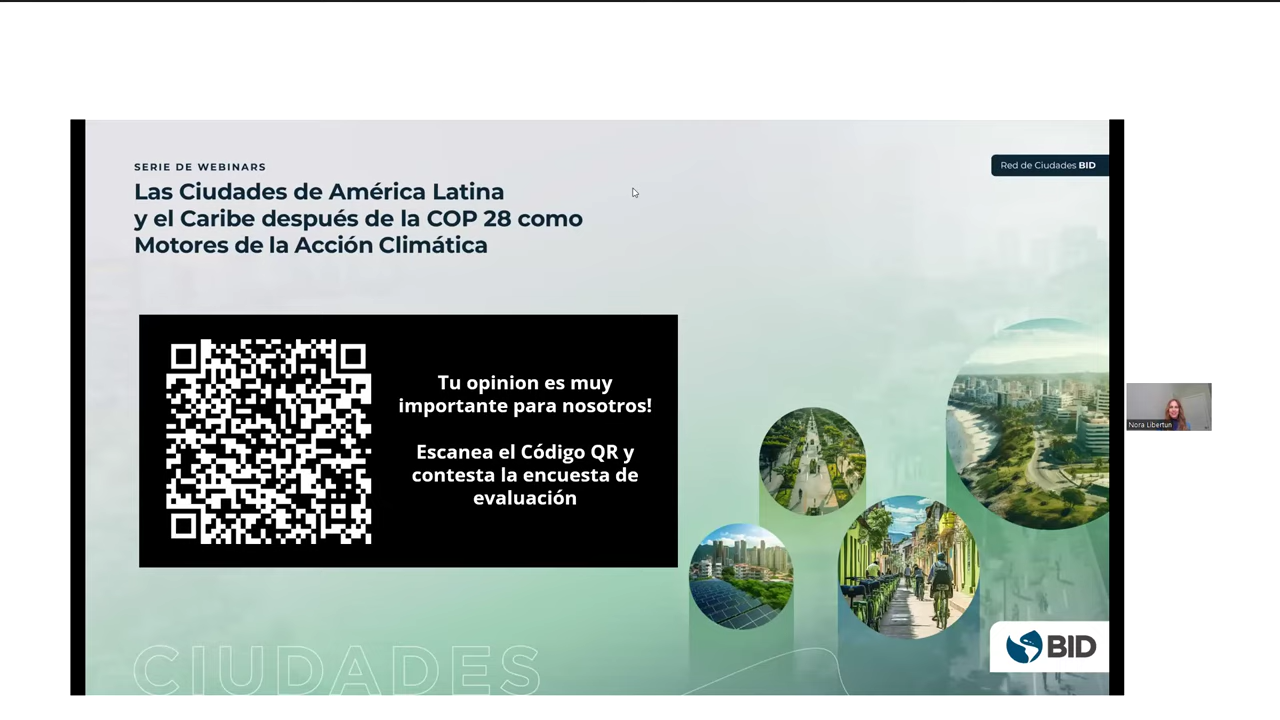 SERIE DE WEBINARS
Las Ciudades de América Latina
y el Caribe después de la COP 28 como
Motores de la Acción Climática
Red de Ciudades BID
Tu opinion es muy
importante para nosotros!
Escanea el Código QR y
contesta la encuesta de
evaluación
Nora Libertun
BID
CIUDADES